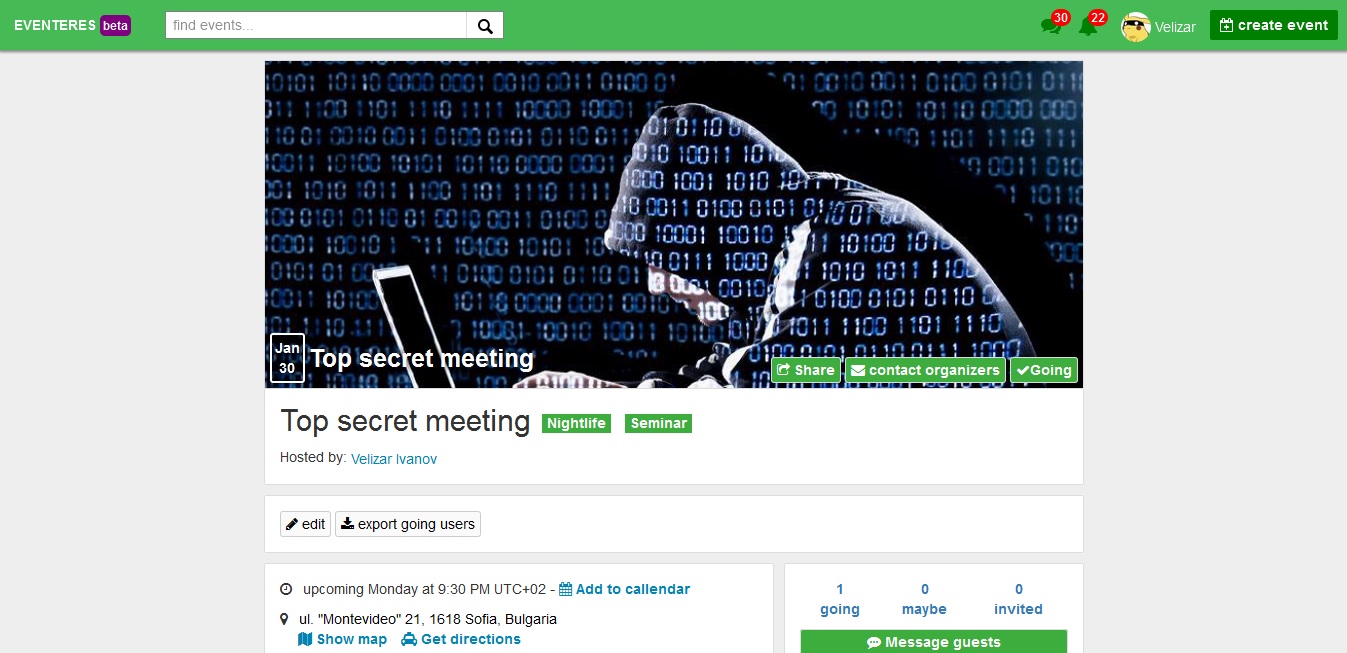 EVENTERES beta
find events...
30
22
Velizar
create event
Jan
30
Top secret meeting
Share
contact organizers
Going
Top secret meeting Nightlife Seminar
Hosted by: Velizar Ivanov
edit
export going users
upcoming Monday at 9:30 PM UTC+02 - Add to callendar
ul. "Montevideo" 21, 1618 Sofia, Bulgaria
Show map Get directions
1 0 0
going maybe invited
Message guests